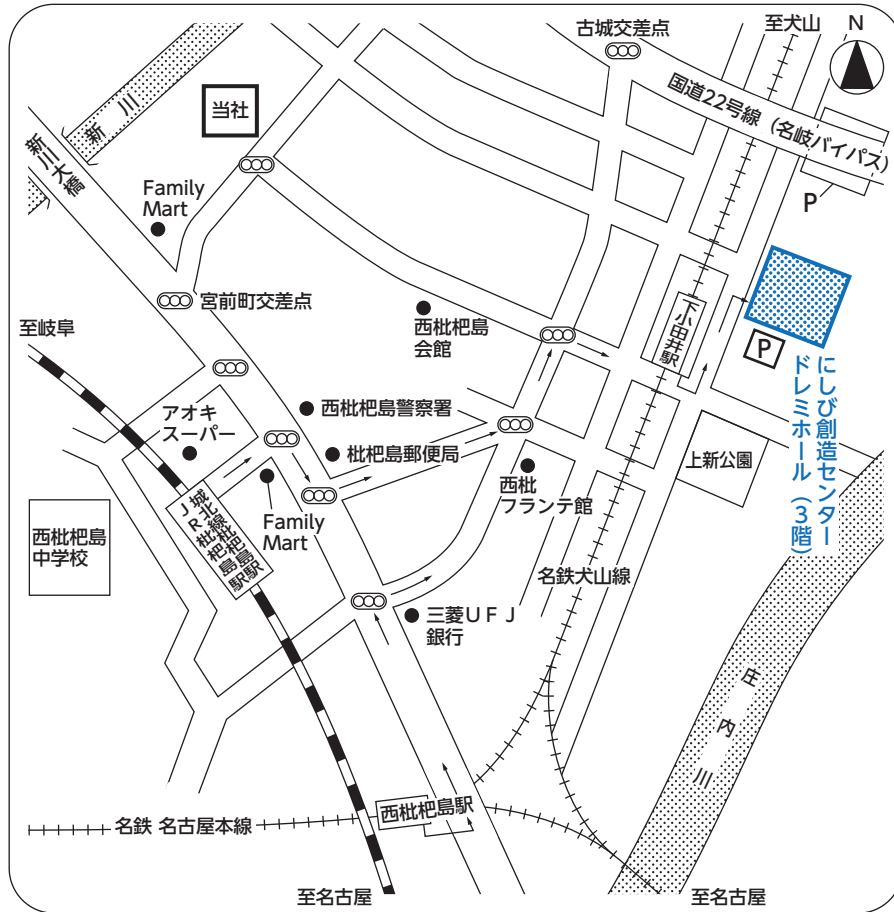 古城交差点
至犬山
N
国道22号線（名岐バイパス）
当社
新川
新川大橋
Family
Mart
P
宮前町交差点
至岐阜
西枇杷島
会館
下小田井駅
P
にしび創造センター
ドレミホール（3階）
アオキ
スーパー
西枇杷島警察署
枇杷島郵便局
上新公園
西枇
フランテ館
Family
Mart
城北線枇杷島駅
JR枇杷島駅
西枇杷島
中学校
名鉄犬山線
三菱UFJ
銀行
庄内川
西枇杷島駅
名鉄 名古屋本線
至名古屋
至名古屋